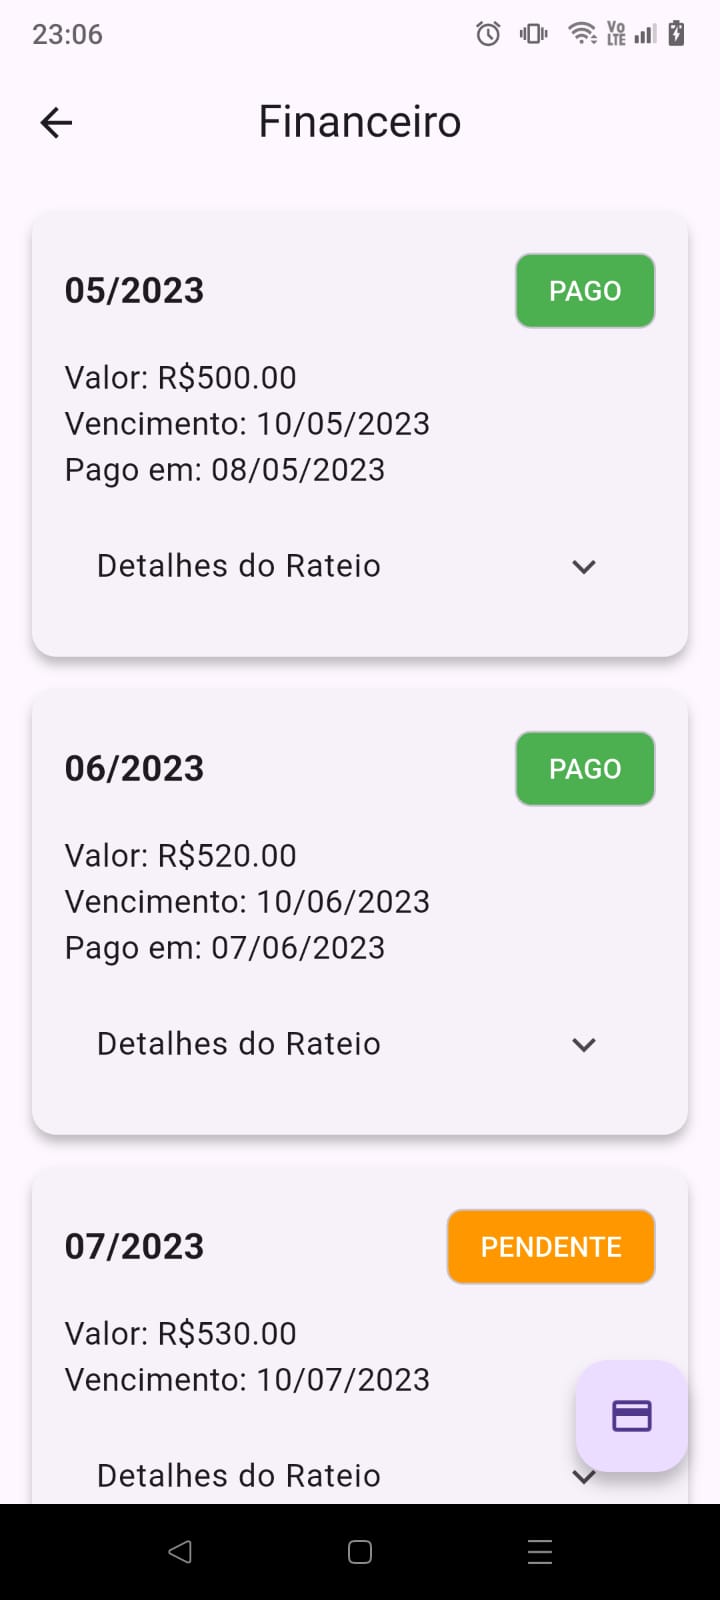 23:06
Vo
LTE
Financeiro
05/2023
PAGO
Valor: R$500.00
Vencimento: 10/05/2023
Pago em: 08/05/2023
Detalhes do Rateio
06/2023
PAGO
Valor: R$520.00
Vencimento: 10/06/2023
Pago em: 07/06/2023
Detalhes do Rateio
07/2023
PENDENTE
Valor: R$530.00
Vencimento: 10/07/2023
Detalhes do Rateio